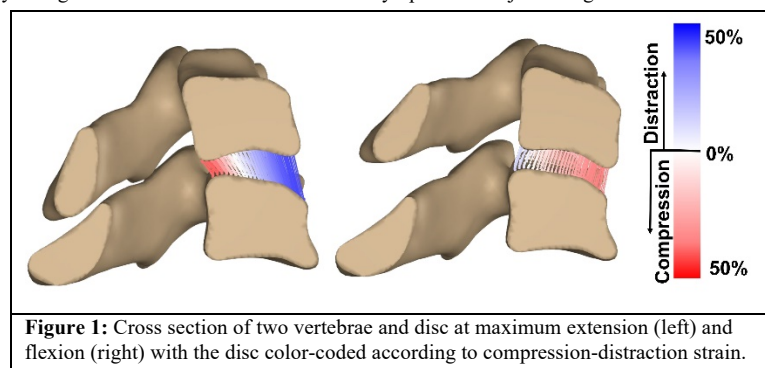 50%
Distraction
0%
Compression
50%
Figure 1: Cross section of two vertebrae and disc at maximum extension (left) and
flexion (right) with the disc color-coded according to compression-distraction strain.